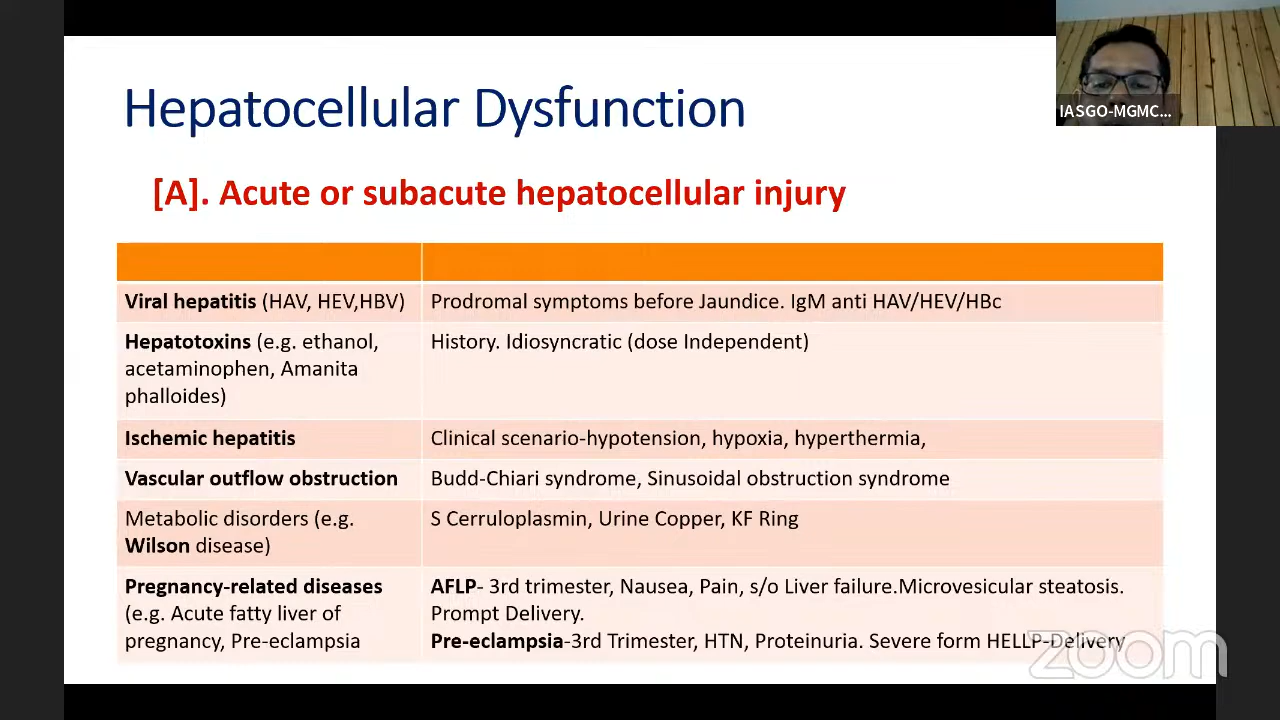 Hepatocellular Dysfunction
IASGO-MGMC...
[A]. Acute or subacute hepatocellular injury
Viral hepatitis (HAV, HEV,HBV)
Prodromal symptoms before Jaundice. IgM anti HAV/HEV/HBc
Hepatotoxins (e.g. ethanol,
acetaminophen, Amanita
phalloides)
History. Idiosyncratic (dose Independent)
Ischemic hepatitis
Clinical scenario-hypotension, hypoxia, hyperthermia,
Vascular outflow obstruction
Budd-Chiari syndrome, Sinusoidal obstruction syndrome
Metabolic disorders (e.g.
Wilson disease)
S Cerruloplasmin, Urine Copper, KF Ring
Pregnancy-related diseases
(e.g. Acute fatty liver of
pregnancy, Pre-eclampsia
AFLP- 3rd trimester, Nausea, Pain, s/o Liver failure.Microvesicular steatosis.
Prompt Delivery.
Pre-eclampsia-3rd Trimester, HTN, Proteinuria. Severe form HELLP-Delivery
zoom